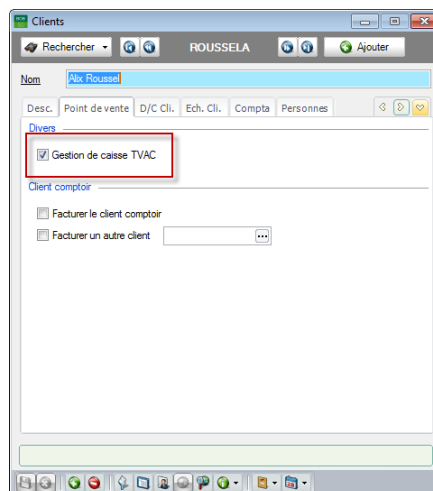 Clients
Rechercher ROUSSELA Ajouter
Nom Alix Roussel
Desc. Point de vente D/C Cli. Ech. Cli. Compta Personnes
Divers
Gestion de caisse TVAC
Client comptoir
Facturer le client comptoir
Facturer un autre client ...